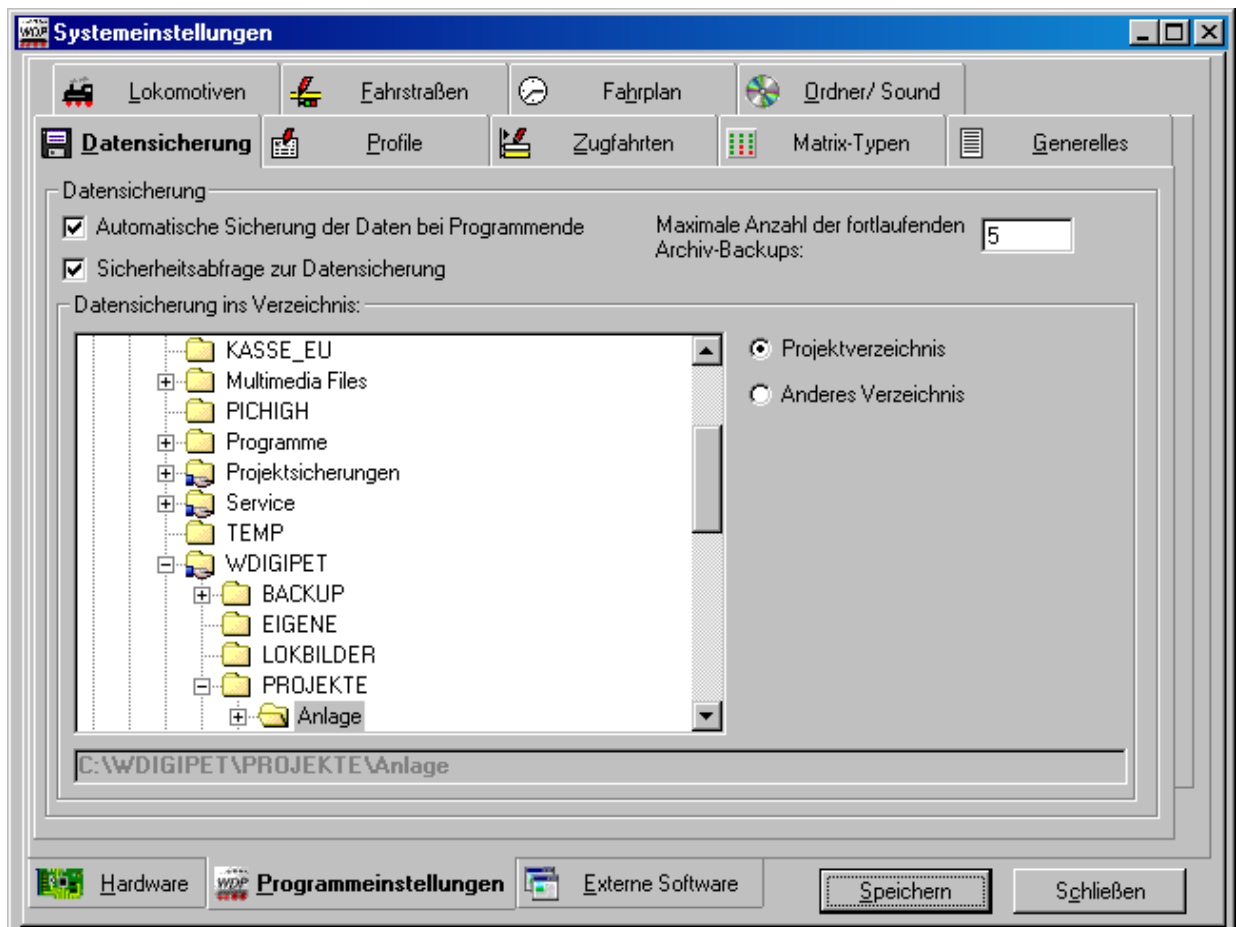 WDP Systemeinstellungen
Lokomotiven Fahrstraßen Fahrplan Ordner/ Sound
Datensicherung Profile Zugfahrten Matrix-Typen Generelles
Datensicherung
Automatische Sicherung der Daten bei Programmende
Maximale Anzahl der fortlaufenden
Archiv-Backups:
5
Sicherheitsabfrage zur Datensicherung
Datensicherung ins Verzeichnis:
KASSE_EU
Multimedia Files
PICHIGH
Programme
Projektsicherungen
Service
TEMP
WDIGIPET
BACKUP
EIGENE
LOKBILDER
PROJEKTE
Anlage
Projektverzeichnis
Anderes Verzeichnis
C:\WDIGIPET\PROJEKTE\Anlage
Hardware WDP Programmeinstellungen Externe Software
Speichern Schließen